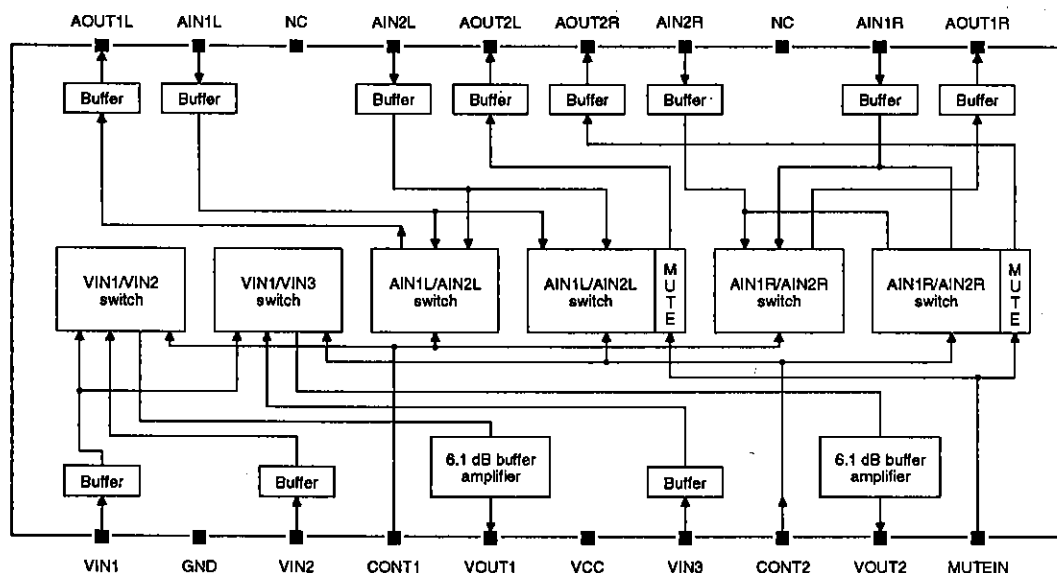 AOUT1L AIN1L NC AIN2L AOUT2L AOUT2R AIN2R NC AIN1R AOUT1R
Buffer Buffer Buffer Buffer Buffer Buffer Buffer Buffer
VIN1/VIN2 switch
VIN1/VIN3 switch
AIN1L/AIN2L switch
AIN1L/AIN2L switch
MUTE
AIN1R/AIN2R switch
AIN1R/AIN2R switch
MUTE
Buffer
Buffer
6.1 dB buffer amplifier
Buffer
6.1 dB buffer amplifier
VIN1 GND VIN2 CONT1 VOUT1 VCC VIN3 CONT2 VOUT2 MUTEIN